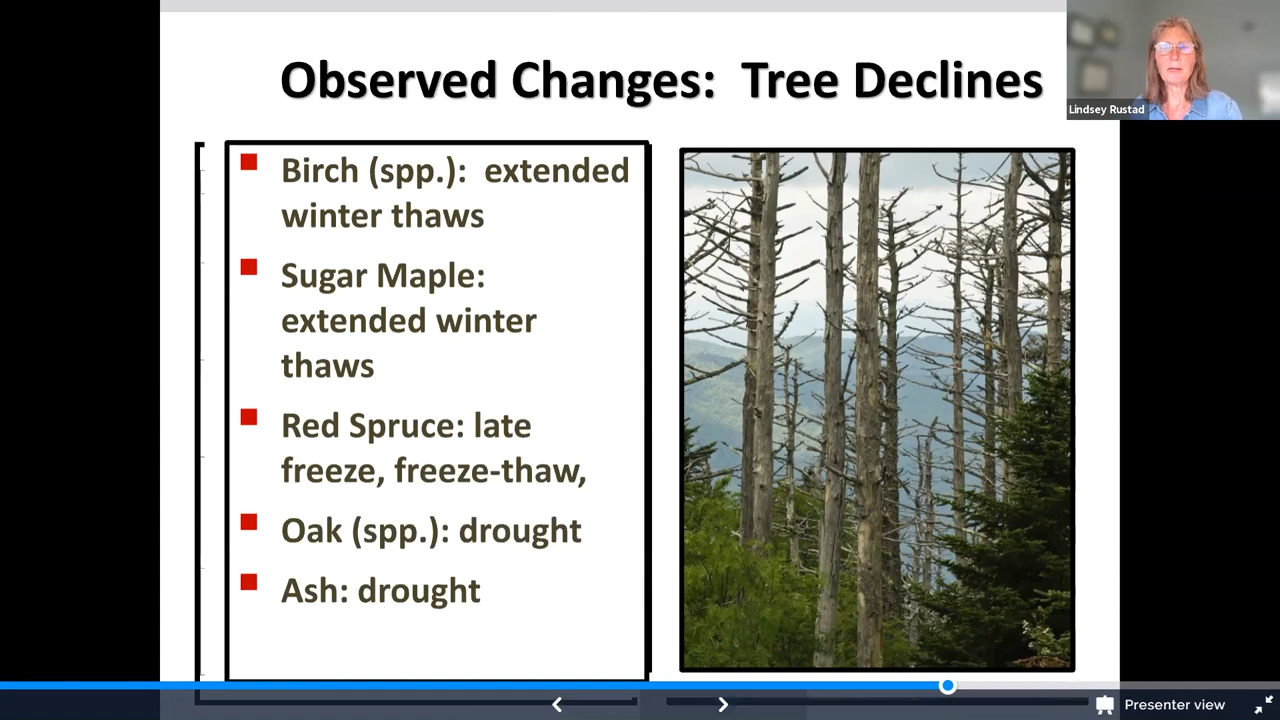 Observed Changes:  Tree Declines
Lindsey Rustad
Birch (spp.):  extended
winter thaws
Sugar Maple:
extended winter
thaws
Red Spruce: late
freeze, freeze-thaw,
Oak (spp.): drought
Ash: drought
Presenter view